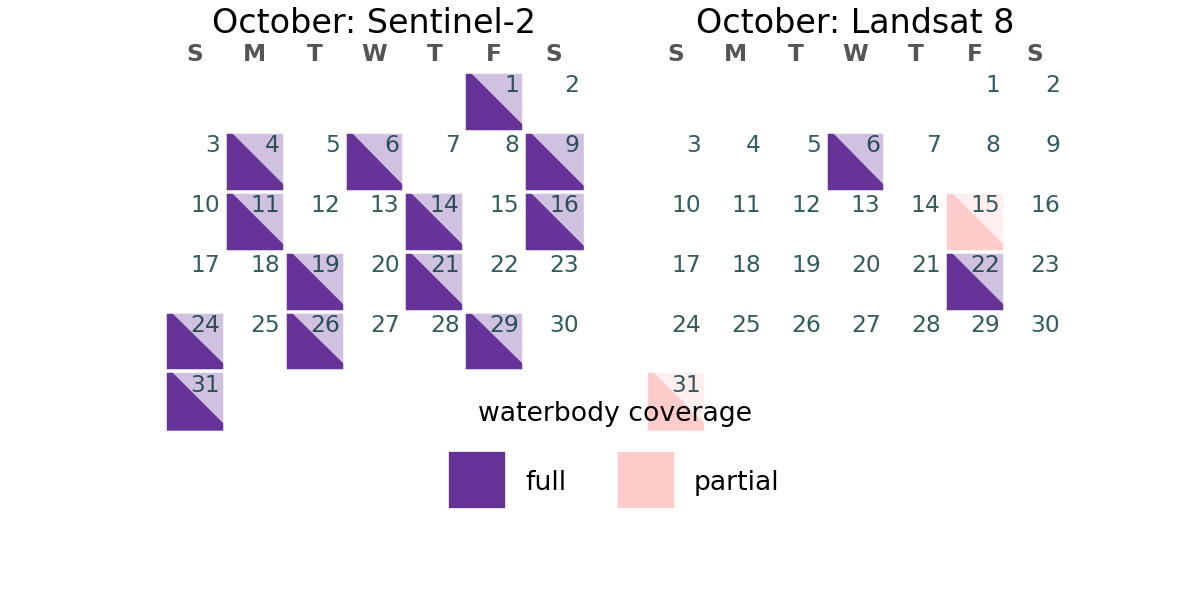 October: Sentinel-2
S M T W T F S
1 2
3 4 5 6 7 8 9
10 11 12 13 14 15 16
17 18 19 20 21 22 23
24 25 26 27 28 29 30
31
October: Landsat 8
S M T W T F S
1 2
3 4 5 6 7 8 9
10 11 12 13 14 15 16
17 18 19 20 21 22 23
24 25 26 27 28 29 30
31
waterbody coverage
full
partial